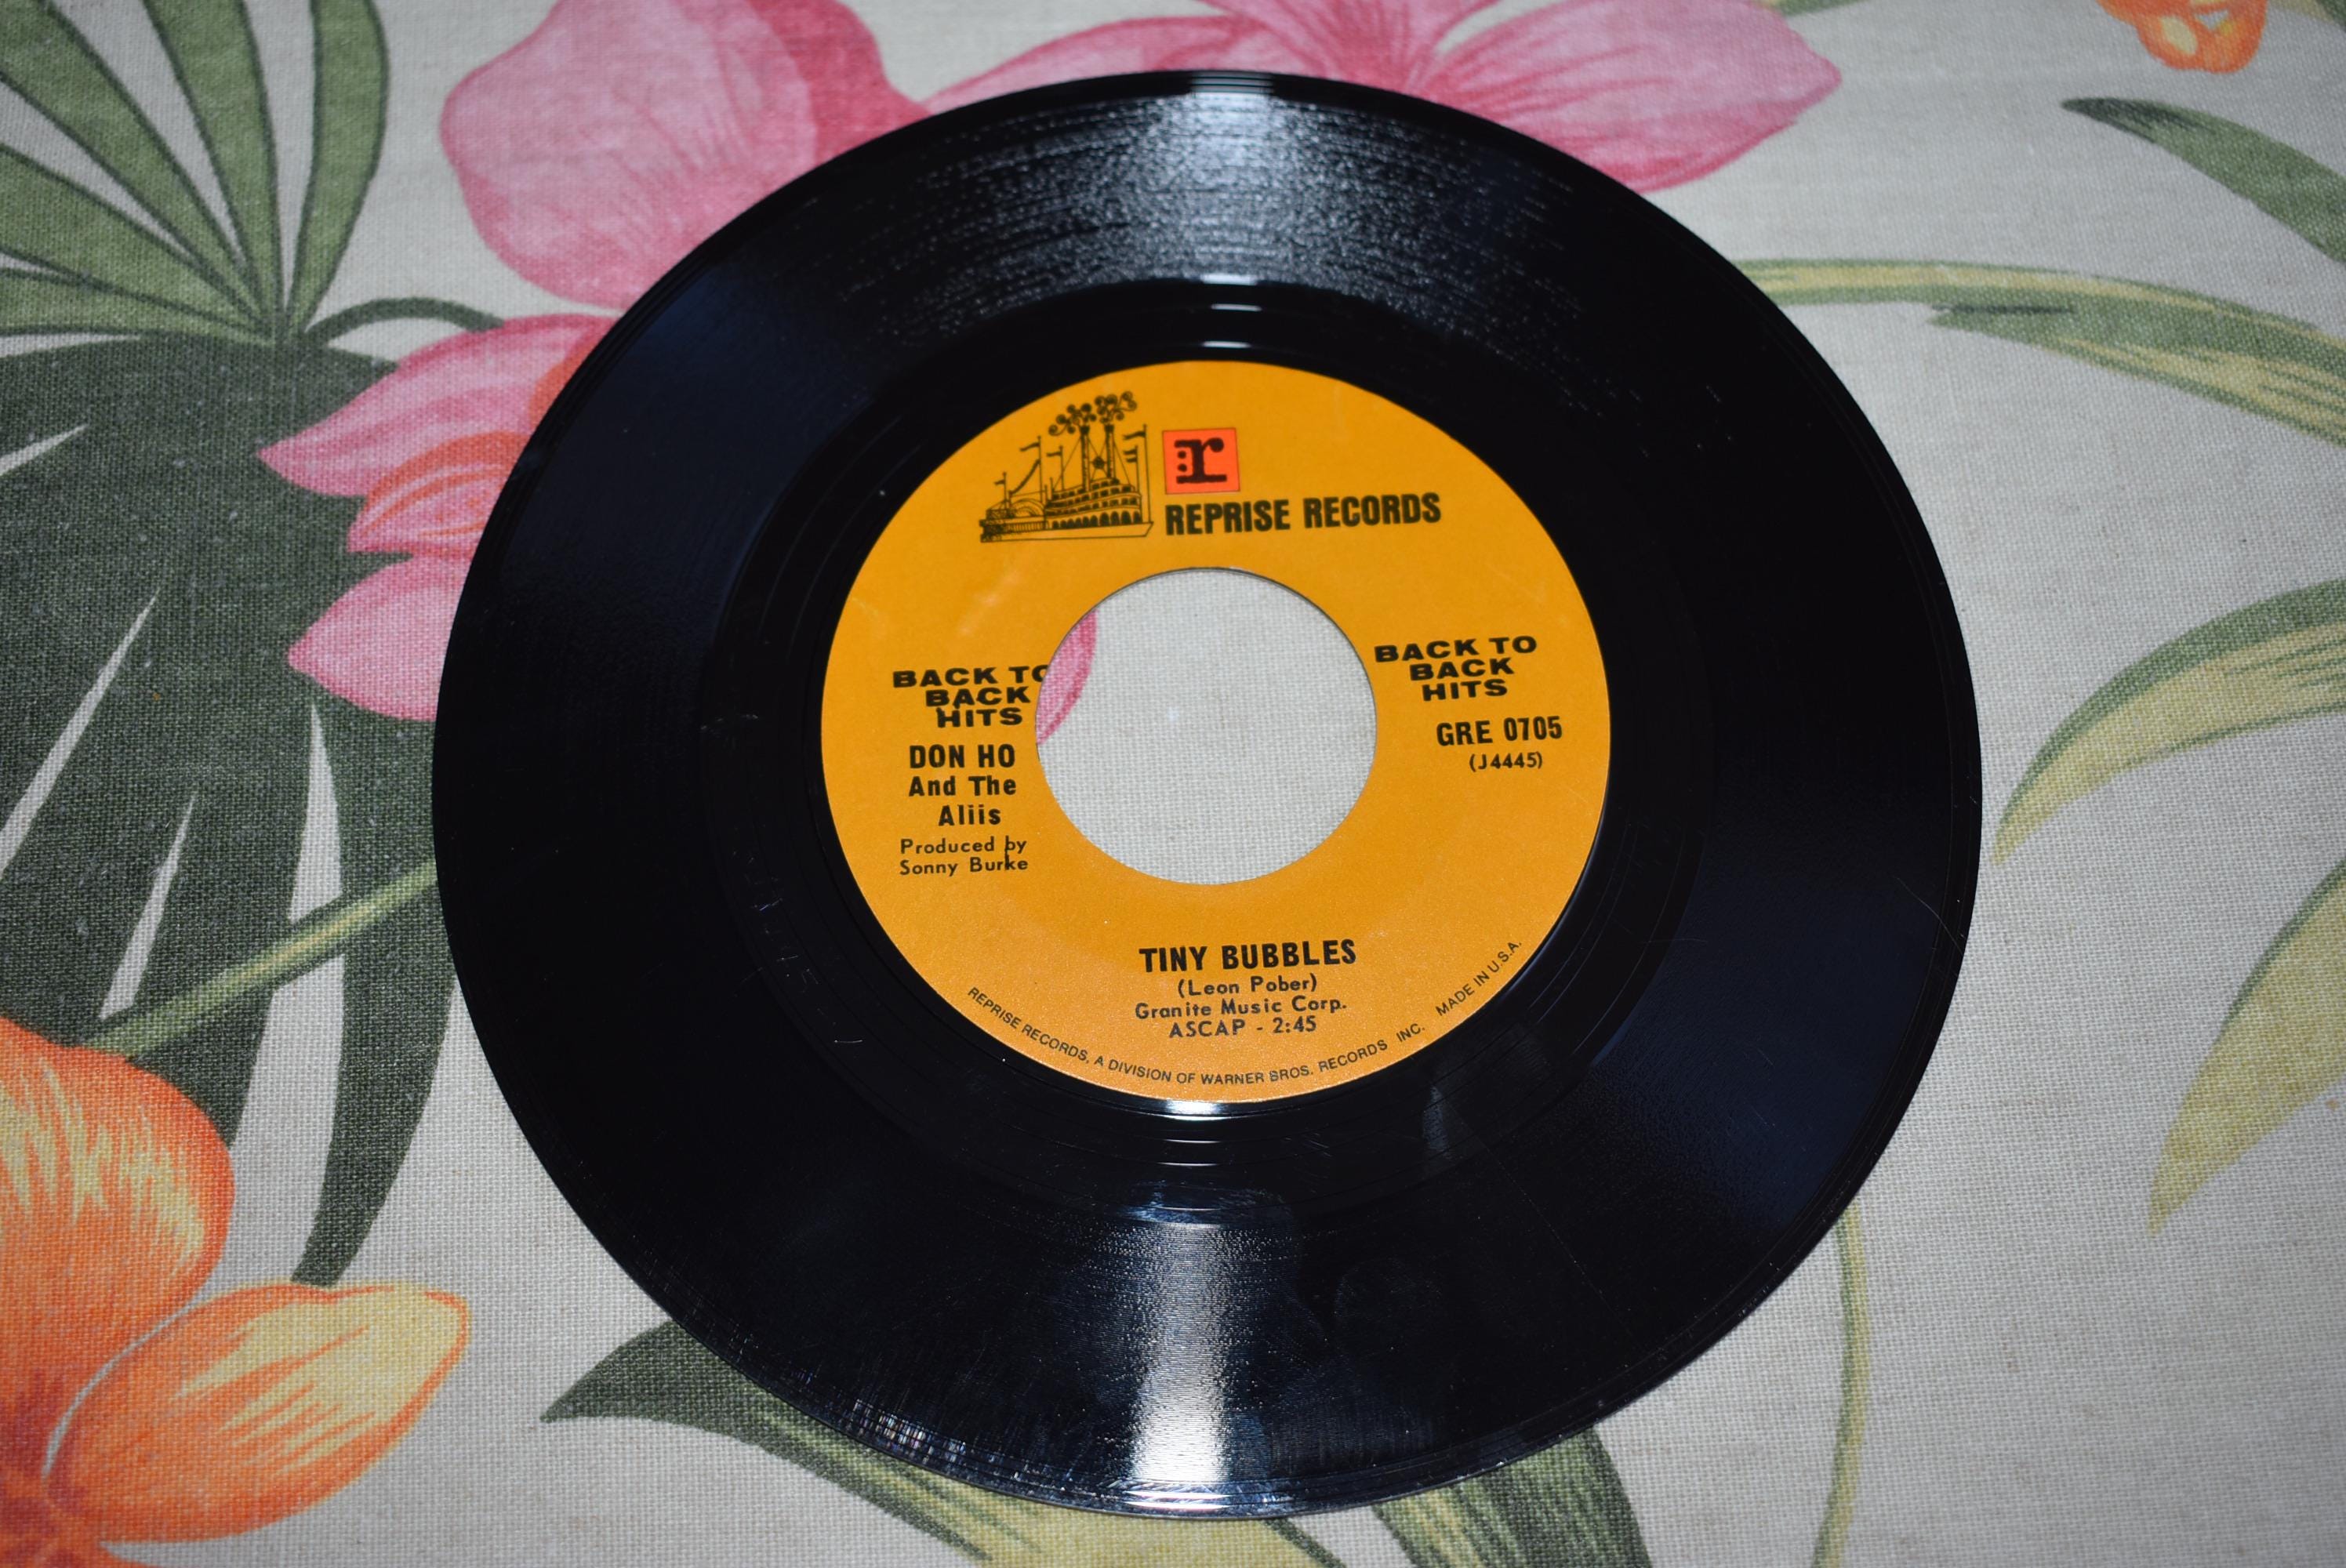 r
REPRISE RECORDS
BACK TO
BACK
HITS
DON HO
And The
Aliis
Produced by
Sonny Burke
BACK TO
BACK
HITS
GRE 0705
(J4445)
TINY BUBBLES
(Leon Pober)
Granite Music Corp.
ASCAP - 2:45
REPRISE RECORDS, A DIVISION OF WARNER BROS. RECORDS INC. MADE IN U.S.A.